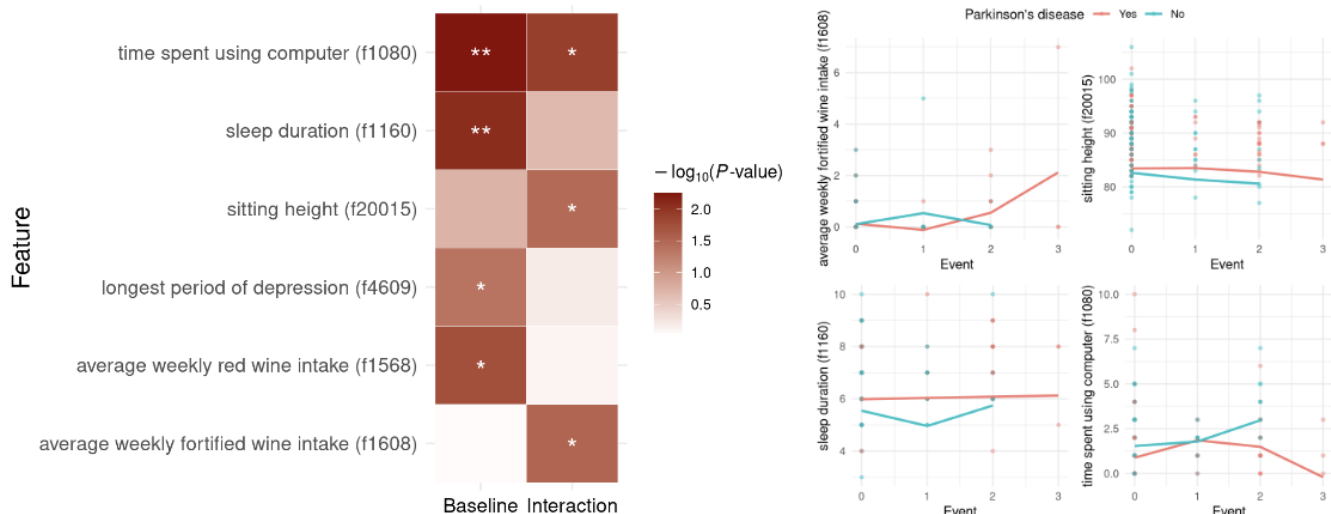 Feature
time spent using computer (f1080)
sleep duration (f1160)
sitting height (f20015)
longest period of depression (f4609)
average weekly red wine intake (f1568)
average weekly fortified wine intake (f1608)
** *
**
*
*
*
*
Baseline Interaction
−log10(P-value)
2.0
1.5
1.0
0.5
Parkinson's disease Yes No
average weekly fortified wine intake (f1608)
6
4
2
0
0 1 2 3
Event
sitting height (f20015)
100
90
80
0 1 2 3
Event
sleep duration (f1160)
10
8
6
4
0 1 2 3
Event
time spent using computer (f1080)
10.0
7.5
5.0
2.5
0.0
0 1 2 3
Event